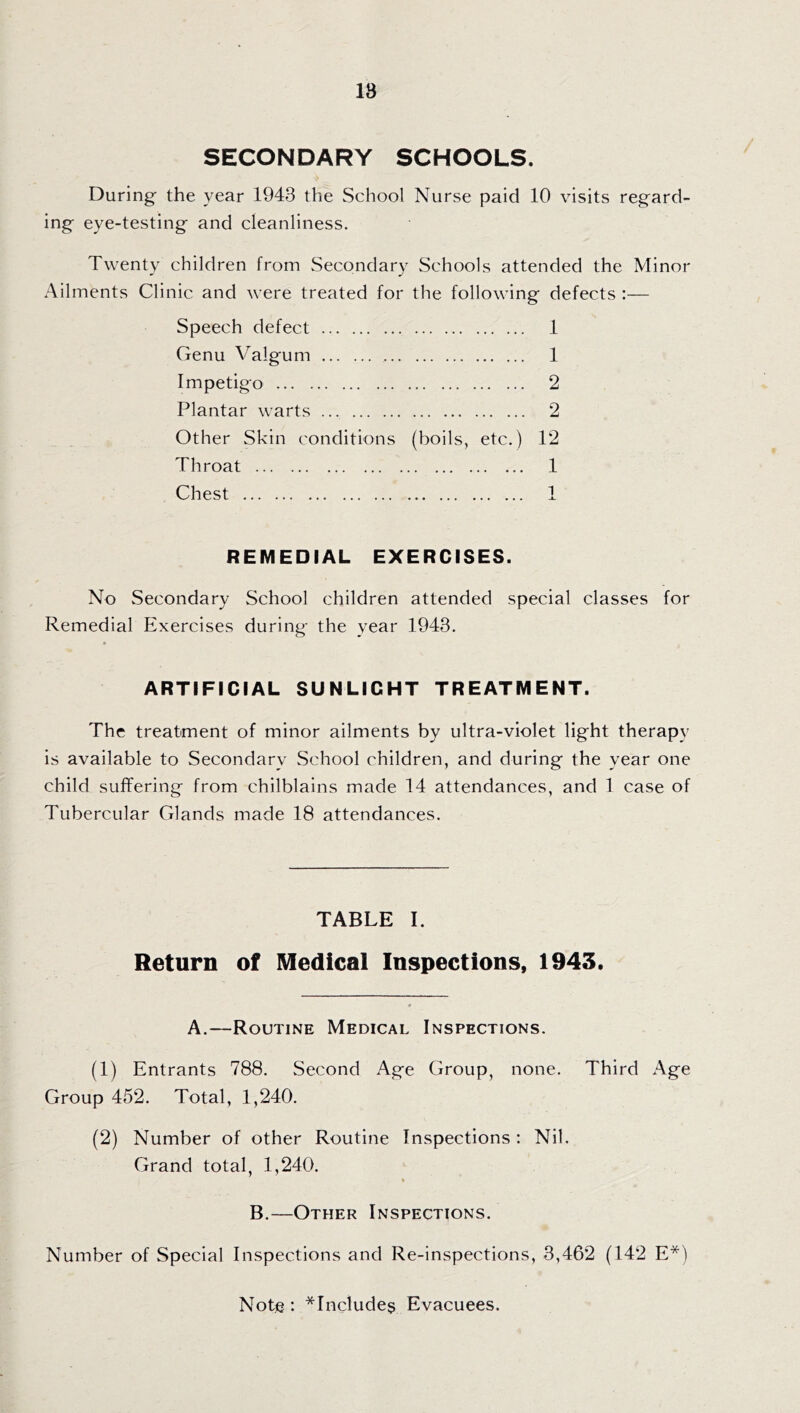 18
SECONDARY SCHOOLS.
During the year 1943 the School Nurse paid 10 visits regard-
ing eye-testing and cleanliness.
Twenty children from Secondary Schools attended the Minor
Ailments Clinic and were treated for the following defects :—
Speech defect ... ... ... ... ... ... ... ... 1
Genu Valgum ... ... ... ... ... ... ... ... 1
Impetigo ... ... ... ... ... ... ... ... ... 2
Plantar warts ... ... ... ... ... ... ... ... 2
Other Skin conditions (boils, etc.) 12
Throat ... ... ... ... ... ... ... ... ... 1
Chest ... ... ... ... ... ... ... ... ... 1
REMEDIAL EXERCISES.
No Secondary School children attended special classes for
Remedial Exercises during the year 1943.
ARTIFICIAL SUNLIGHT TREATMENT.
The treatment of minor ailments by ultra-violet light therapy
is available to Secondary School children, and during the year one
child suffering from chilblains made 14 attendances, and 1 case of
Tubercular Glands made 18 attendances.
TABLE I.
Return of Medical Inspections, 1943.
A.—Routine Medical Inspections.
(1) Entrants 788. Second Age Group, none. Third Age
Group 452. Total, 1,240.
(2) Number of other Routine Inspections : Nil.
Grand total, 1,240.
B.—Other Inspections.
Number of Special Inspections and Re-inspections, 3,462 (142 E*)
Note : *Includes Evacuees.